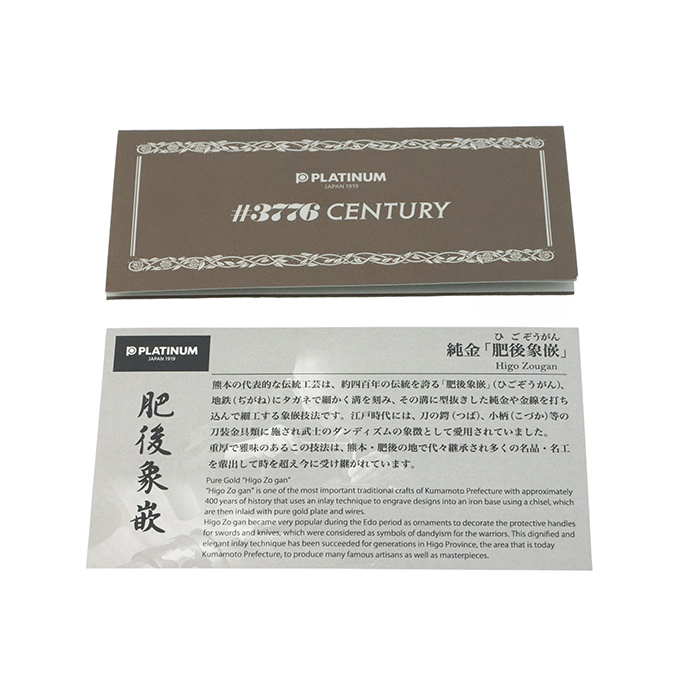 PLATINUM
JAPAN 1919
#3776 CENTURY
PLATINUM
JAPAN 1919
ひごぞうがん
純金「肥後象嵌」
Higo Zougan
肥後象嵌
熊本の代表的な伝統工芸は、約四百年の伝統を誇る「肥後象嵌」(ひごぞうがん)、
地鉄(ぢがね)にタガネで細かく溝を刻み、その溝に型抜きした純金や金線を打ち
込んで細工する象嵌技法です。江戸時代には、刀の鍔(つば)、小柄(こづか)等の
刀装金具類に施され武士のダンディズムの象徴として愛用されていました。
重厚で雅味のあるこの技法は、熊本・肥後の地で代々継承され多くの名品・名工
を輩出して時を超え今に受け継がれています。
Pure Gold "Higo Zo gan"
"Higo Zo gan" is one of the most important traditional crafts of Kumamoto Prefecture with approximately
400 years of history that uses an inlay technique to engrave designs into an iron base using a chisel, which
are then inlaid with pure gold plate and wires.
Higo Zo gan became very popular during the Edo period as ornaments to decorate the protective handles
for swords and knives, which were considered as symbols of dandyism for the warriors. This dignified and
elegant inlay technique has been succeeded for generations in Higo Province, the area that is today
Kumamoto Prefecture, to produce many famous artisans as well as masterpieces.